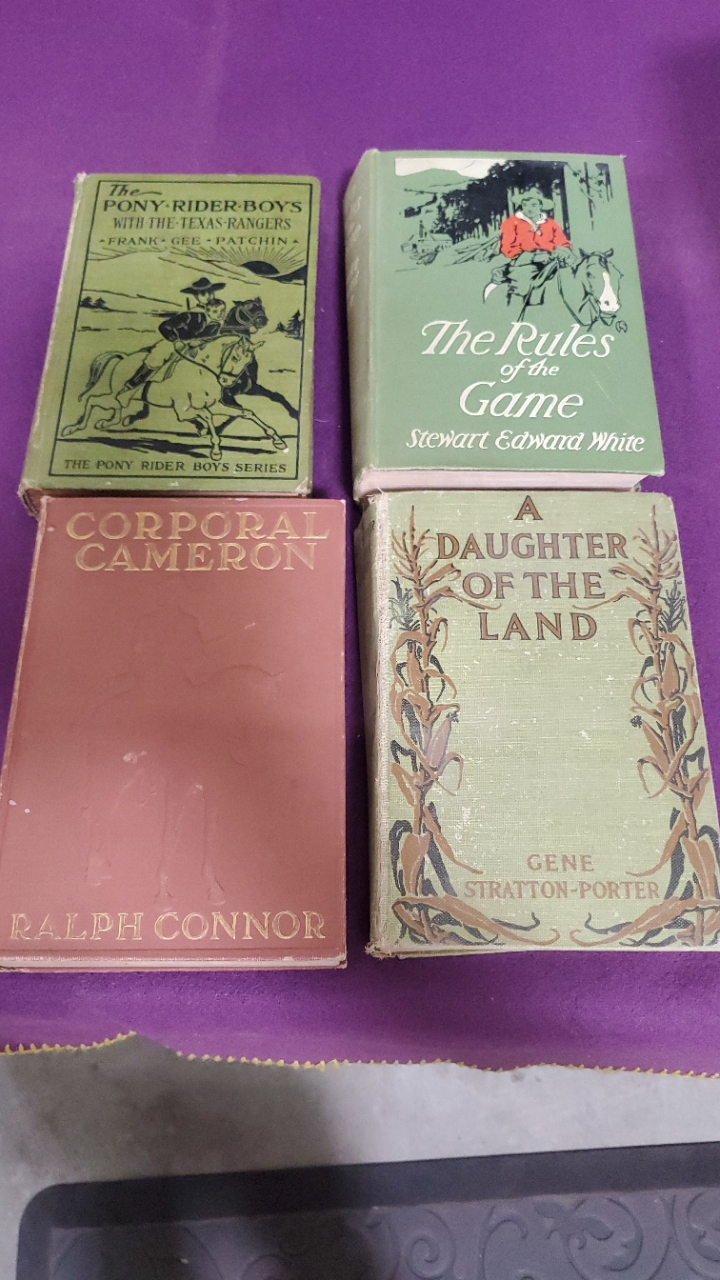 The
PONY·RIDER·BOYS
WITH·THE·TEXAS·RANGERS
·FRANK·GEE·PATCHIN·
THE PONY RIDER BOYS SERIES
The Rules
of the
Game
Stewart Edward White
CORPORAL
CAMERON
RALPH CONNOR
A
DAUGHTER
OF THE
LAND
GENE
STRATTON-PORTER